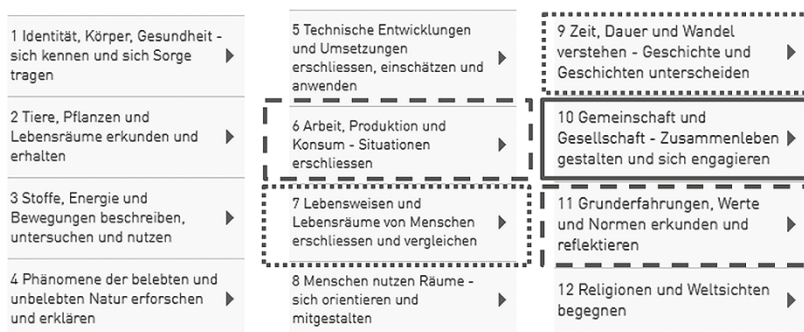 1 Identität, Körper, Gesundheit -
sich kennen und sich Sorge
tragen
2 Tiere, Pflanzen und
Lebensräume erkunden und
erhalten
3 Stoffe, Energie und
Bewegungen beschreiben,
untersuchen und nutzen
4 Phänomene der belebten und
unbelebten Natur erforschen
und erklären
5 Technische Entwicklungen
und Umsetzungen
erschliessen, einschätzen und
anwenden
6 Arbeit, Produktion und
Konsum - Situationen
erschliessen
7 Lebensweisen und
Lebensräume von Menschen
erschliessen und vergleichen
8 Menschen nutzen Räume -
sich orientieren und
mitgestalten
9 Zeit, Dauer und Wandel
verstehen - Geschichte und
Geschichten unterscheiden
10 Gemeinschaft und
Gesellschaft - Zusammenleben
gestalten und sich engagieren
11 Grunderfahrungen, Werte
und Normen erkunden und
reflektieren
12 Religionen und Weltsichten
begegnen